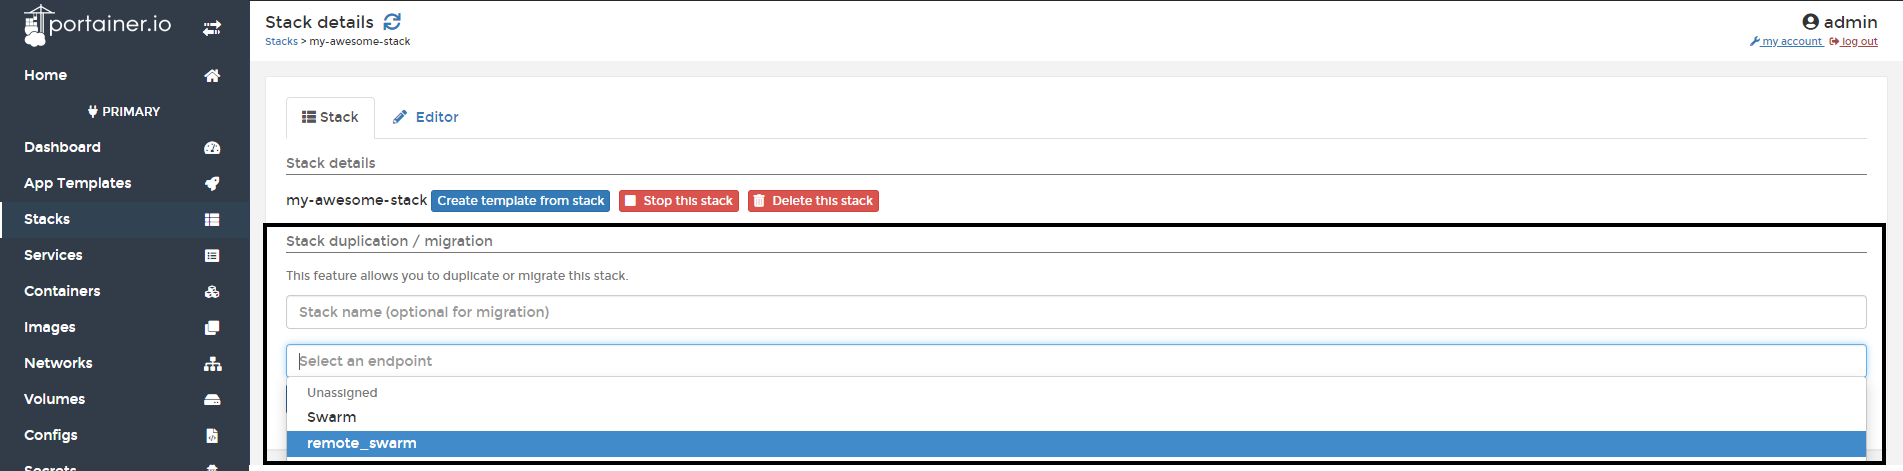 portainer.io
Home
PRIMARY
Dashboard
App Templates
Stacks
Services
Containers
Images
Networks
Volumes
Configs
Secrets
Stack details
Stacks > my-awesome-stack
admin
my account log out
Stack Editor
Stack details
my-awesome-stack Create template from stack Stop this stack Delete this stack
Stack duplication / migration
This feature allows you to duplicate or migrate this stack.
Stack name (optional for migration)
Select an endpoint
Unassigned
Swarm
remote_swarm